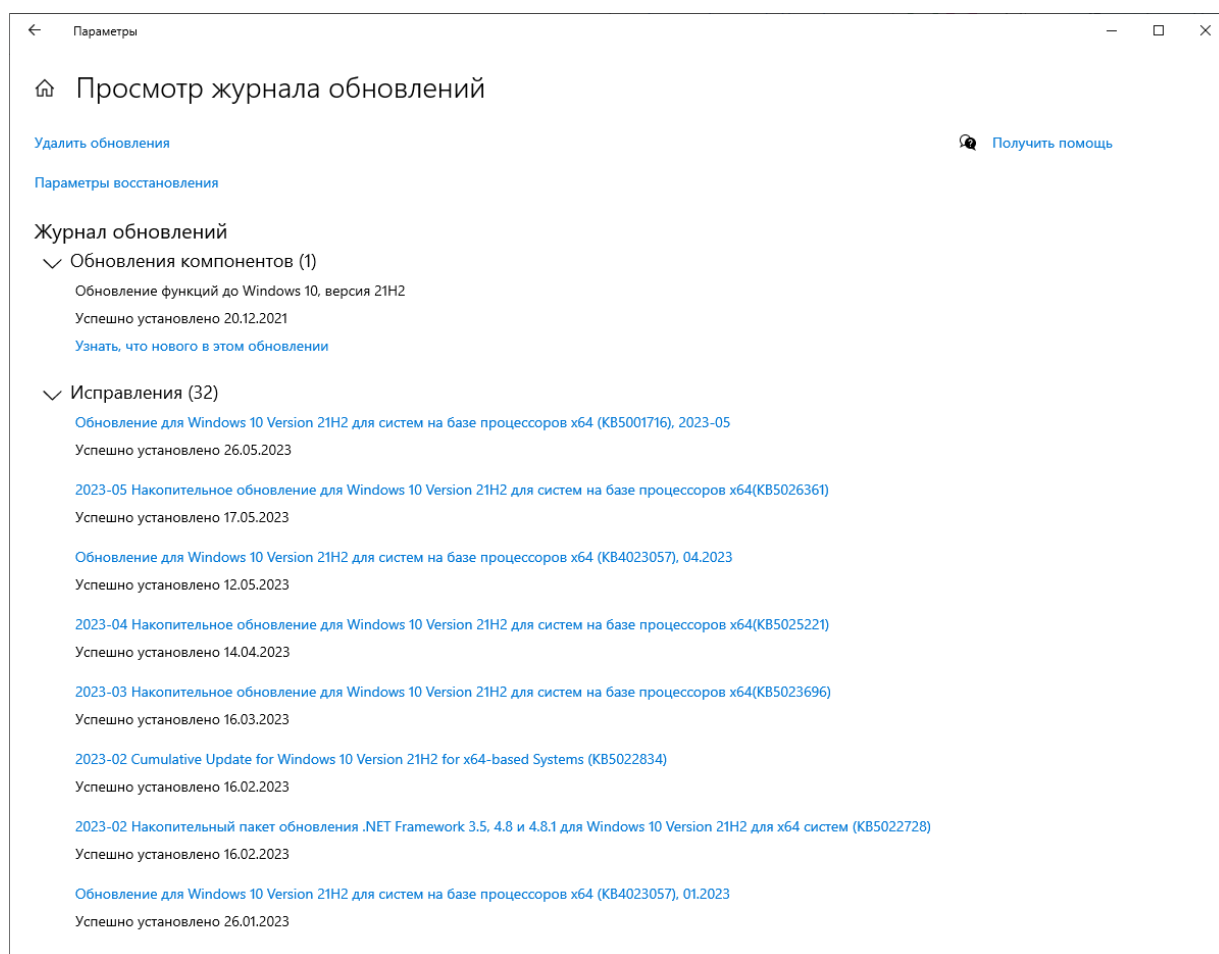 Параметры
Просмотр журнала обновлений
Удалить обновления
Получить помощь
Параметры восстановления
Журнал обновлений
Обновления компонентов (1)
Обновление функций до Windows 10, версия 21H2
Успешно установлено 20.12.2021
Узнать, что нового в этом обновлении
Исправления (32)
Обновление для Windows 10 Version 21H2 для систем на базе процессоров x64 (KB5001716), 2023-05
Успешно установлено 26.05.2023
2023-05 Накопительное обновление для Windows 10 Version 21H2 для систем на базе процессоров x64(KB5026361)
Успешно установлено 17.05.2023
Обновление для Windows 10 Version 21H2 для систем на базе процессоров x64 (KB4023057), 04.2023
Успешно установлено 12.05.2023
2023-04 Накопительное обновление для Windows 10 Version 21H2 для систем на базе процессоров x64(KB5025221)
Успешно установлено 14.04.2023
2023-03 Накопительное обновление для Windows 10 Version 21H2 для систем на базе процессоров x64(KB5023696)
Успешно установлено 16.03.2023
2023-02 Cumulative Update for Windows 10 Version 21H2 for x64-based Systems (KB5022834)
Успешно установлено 16.02.2023
2023-02 Накопительный пакет обновления .NET Framework 3.5, 4.8 и 4.8.1 для Windows 10 Version 21H2 для x64 систем (KB5022728)
Успешно установлено 16.02.2023
Обновление для Windows 10 Version 21H2 для систем на базе процессоров x64 (KB4023057), 01.2023
Успешно установлено 26.01.2023